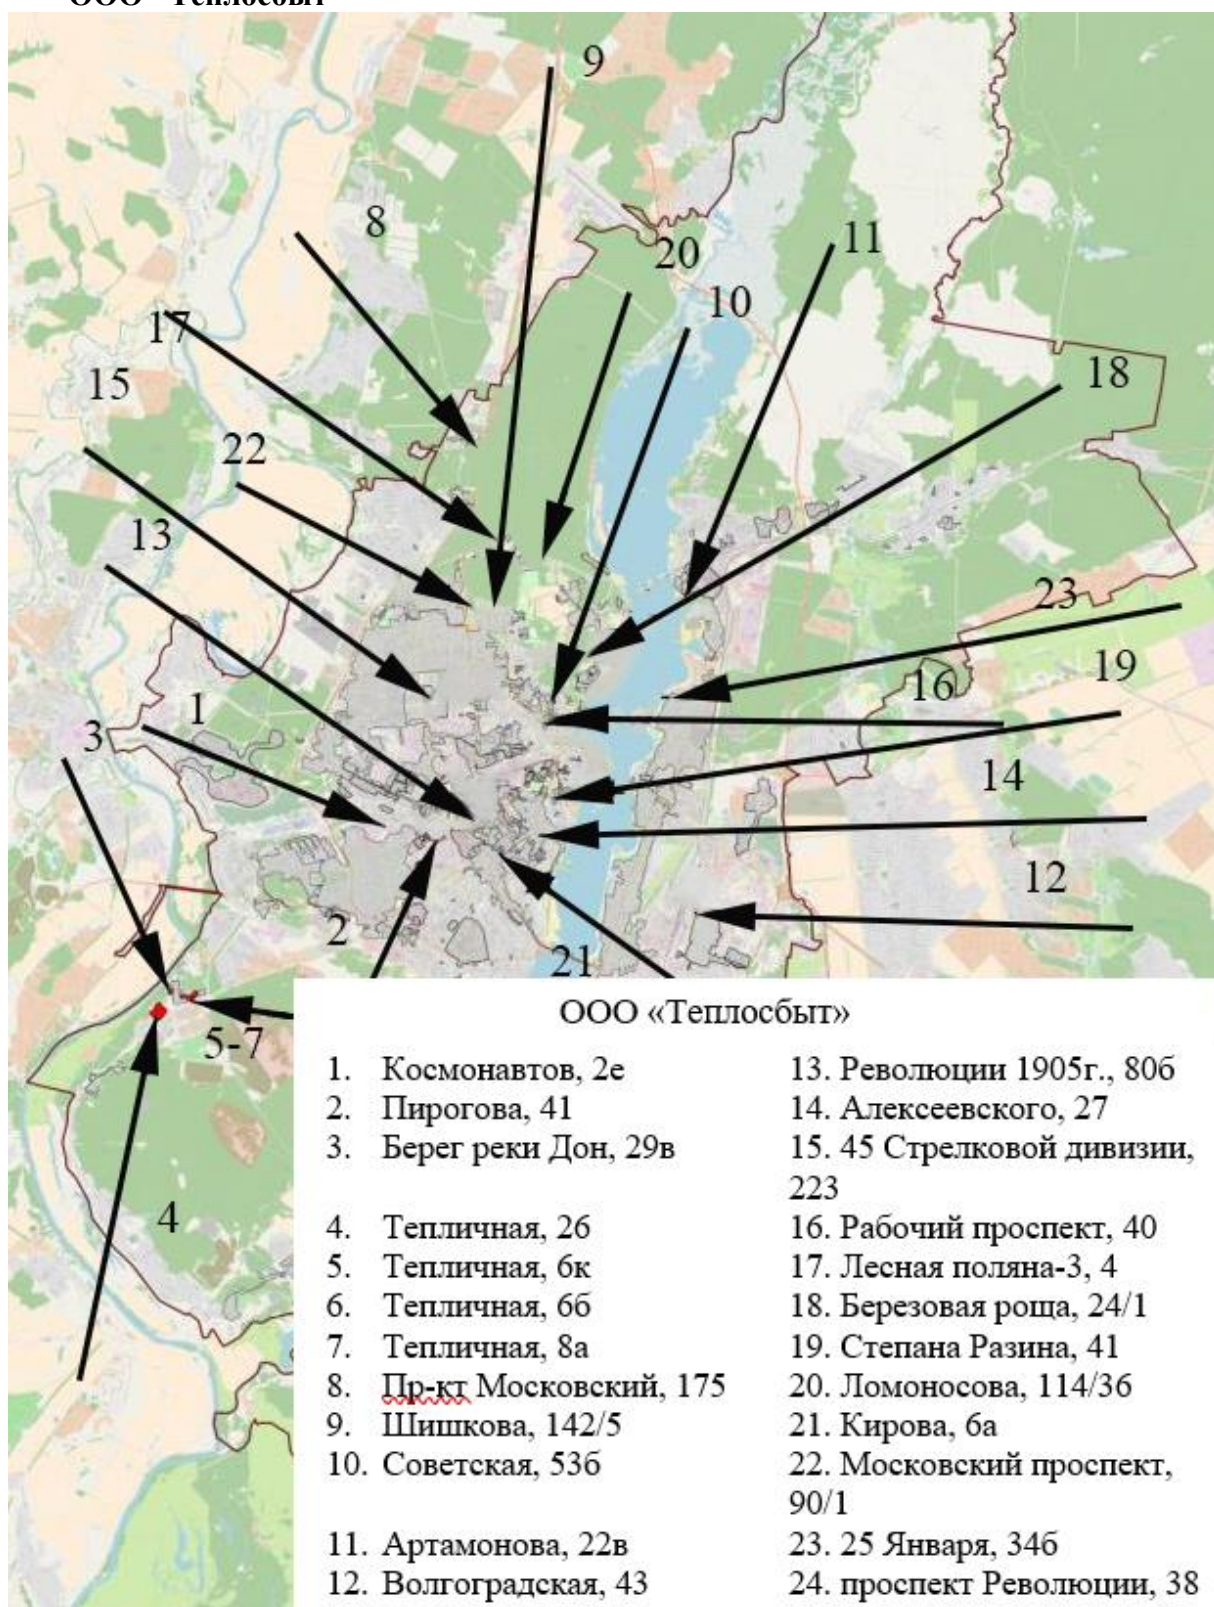 ООО «Теплосбыт»
9
8
20
11
10
17
15
18
22
13
23
19
16
1
3
14
12
2
21
5-7
4
ООО «Теплосбыт»
1. Космонавтов, 2е
2. Пирогова, 41
3. Берег реки Дон, 29в
4. Тепличная, 2б
5. Тепличная, 6к
6. Тепличная, 6б
7. Тепличная, 8а
8. Пр-кт Московский, 175
9. Шишкова, 142/5
10. Советская, 53б
11. Артамонова, 22в
12. Волгоградская, 43
13. Революции 1905г., 80б
14. Алексеевского, 27
15. 45 Стрелковой дивизии,
223
16. Рабочий проспект, 40
17. Лесная поляна-3, 4
18. Березовая роща, 24/1
19. Степана Разина, 41
20. Ломоносова, 114/36
21. Кирова, 6а
22. Московский проспект,
90/1
23. 25 Января, 34б
24. проспект Революции, 38